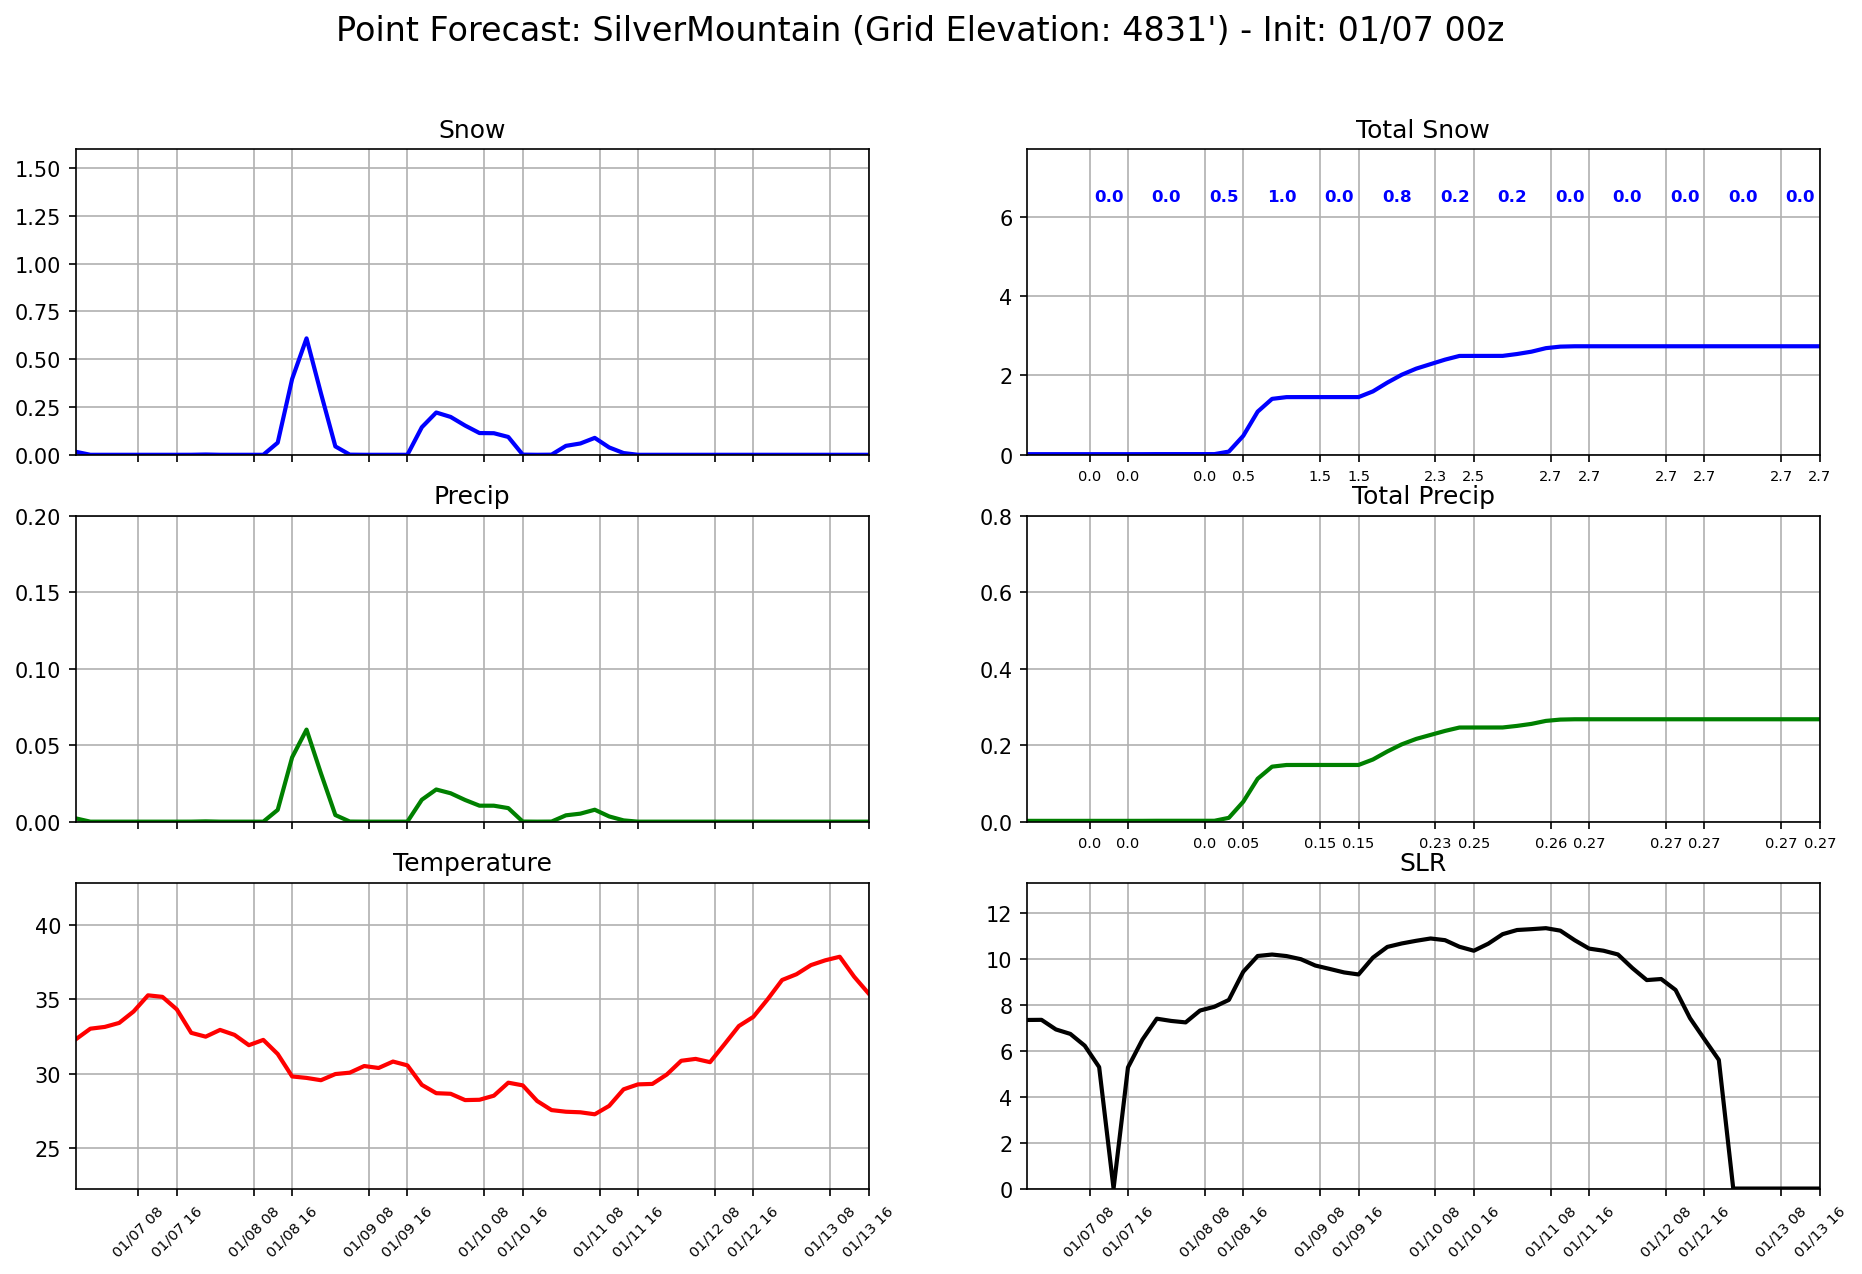 Point Forecast: SilverMountain (Grid Elevation: 4831') - Init: 01/07 00z
Snow
1.50
1.25
1.00
0.75
0.50
0.25
0.00
Total Snow
0.0 0.0 0.5 1.0 0.0 0.8 0.2 0.2 0.0 0.0 0.0 0.0 0.0
6
4
2
0
0.0 0.0 0.0 0.5 1.5 1.5 2.3 2.5 2.7 2.7 2.7 2.7 2.7 2.7
Precip
0.20
0.15
0.10
0.05
0.00
Total Precip
0.8
0.6
0.4
0.2
0.0
0.0 0.0 0.0 0.05 0.15 0.15 0.23 0.25 0.26 0.27 0.27 0.27 0.27 0.27
Temperature
40
35
30
25
01/07 08 01/07 16 01/08 08 01/08 16 01/09 08 01/09 16 01/10 08 01/10 16 01/11 08 01/11 16 01/12 08 01/12 16 01/13 08 01/13 16
SLR
12
10
8
6
4
2
0
01/07 08 01/07 16 01/08 08 01/08 16 01/09 08 01/09 16 01/10 08 01/10 16 01/11 08 01/11 16 01/12 08 01/12 16 01/13 08 01/13 16